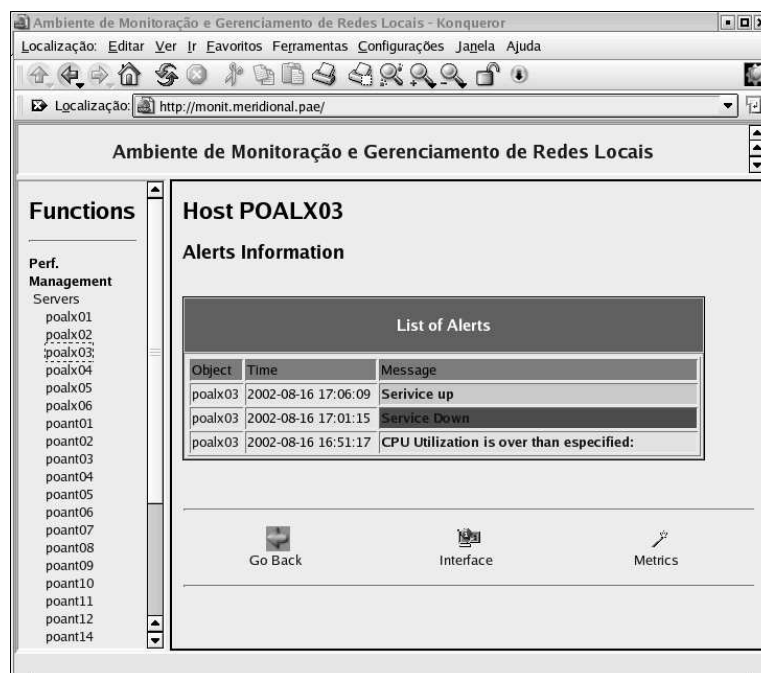 Ambiente de Monitoração e Gerenciamento de Redes Locais - Konqueror
Localização: Editar Ver Ir Favoritos Ferramentas Configurações Janela Ajuda
Localização: http://monit.meridional.pae/
Ambiente de Monitoração e Gerenciamento de Redes Locais
Functions
Perf.
Management
Servers
poalx01
poalx02
poalx03
poalx04
poalx05
poalx06
poant01
poant02
poant03
poant04
poant05
poant06
poant07
poant08
poant09
poant10
poant11
poant12
poant14
Host POALX03
Alerts Information
List of Alerts
Object Time Message
poalx03 2002-08-16 17:06:09 Serivice up
poalx03 2002-08-16 17:01:15 Service Down
poalx03 2002-08-16 16:51:17 CPU Utilization is over than especified:
Go Back Interface Metrics